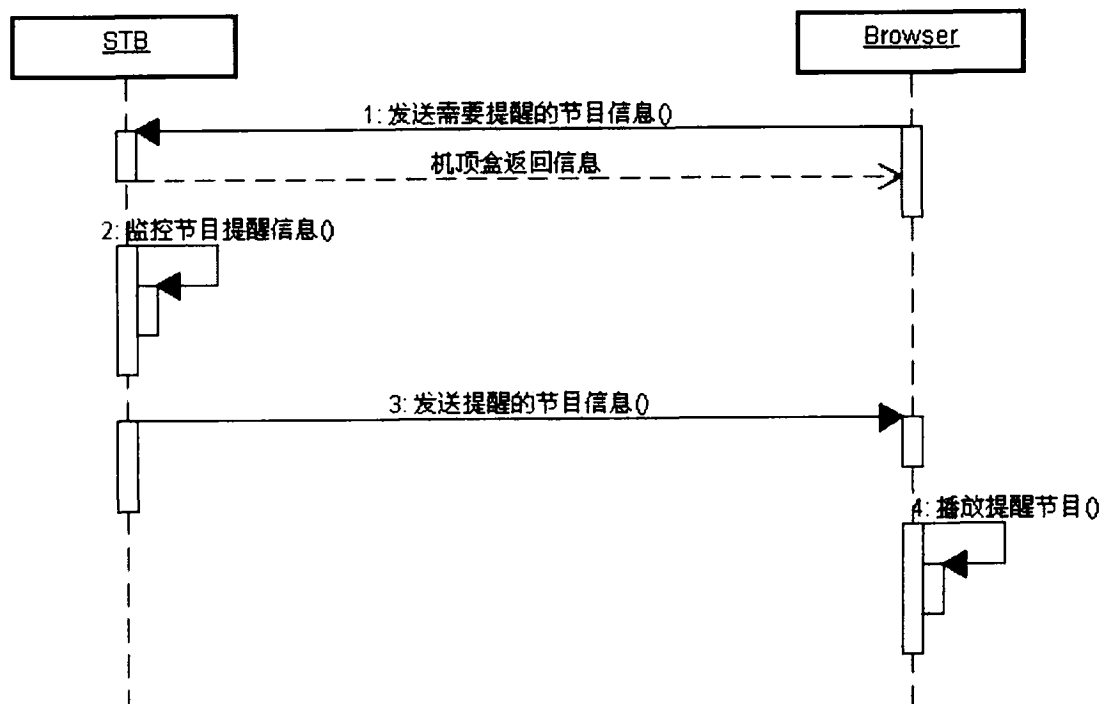 STB
Browser
1: 发送需要提醒的节目信息()
机顶盒返回信息
2: 监控节目提醒信息()
3: 发送提醒的节目信息()
4: 播放提醒节目()